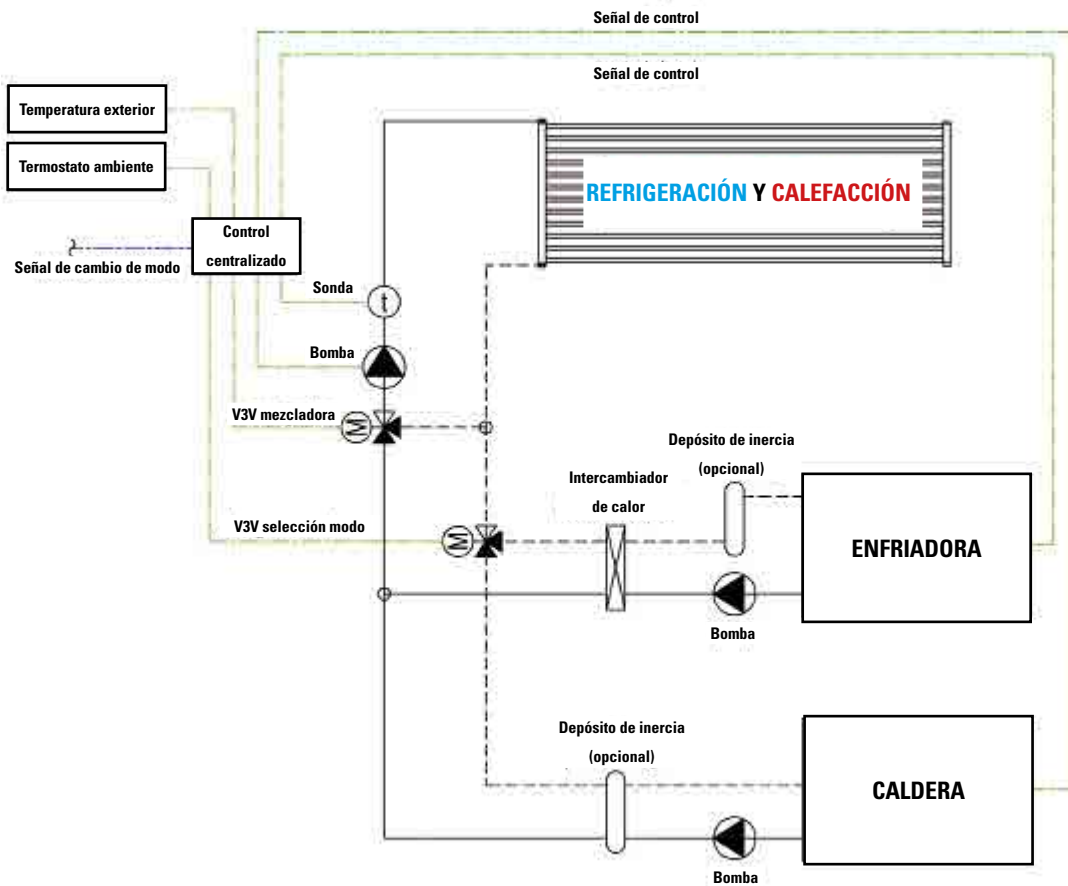 Señal de control
Señal de control
Temperatura exterior
Termostato ambiente
REFRIGERACIÓN Y CALEFACCIÓN
Control
centralizado
Señal de cambio de modo
Sonda
t
Bomba
V3V mezcladora
M
Depósito de inercia
(opcional)
Intercambiador
de calor
V3V selección modo
M
ENFRIADORA
Bomba
Depósito de inercia
(opcional)
CALDERA
Bomba